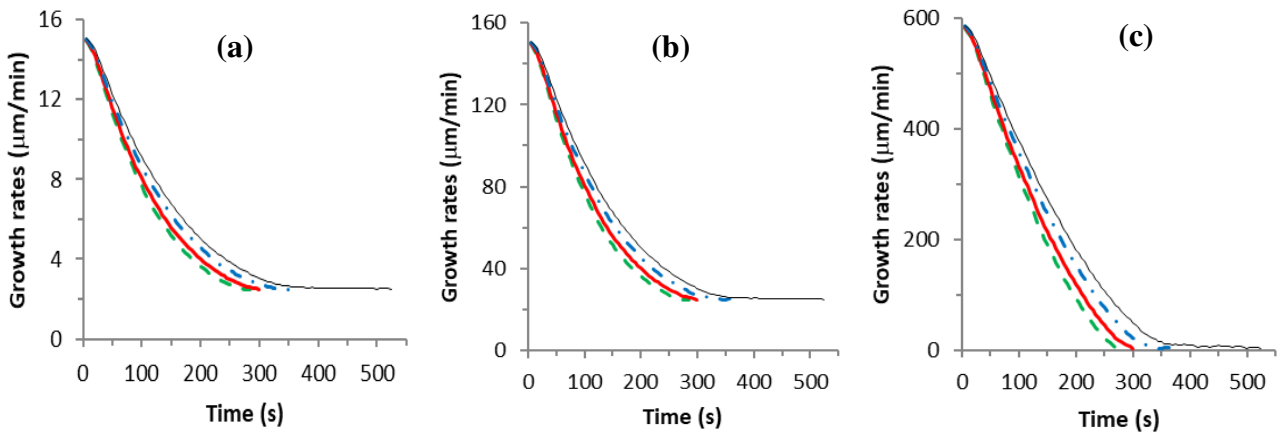 (a)
Growth rates (μm/min)
16
12
8
4
0
0 100 200 300 400 500
Time (s)
(b)
Growth rates (μm/min)
160
120
80
40
0
0 100 200 300 400 500
Time (s)
(c)
Growth rates (μm/min)
600
400
200
0
0 100 200 300 400 500
Time (s)